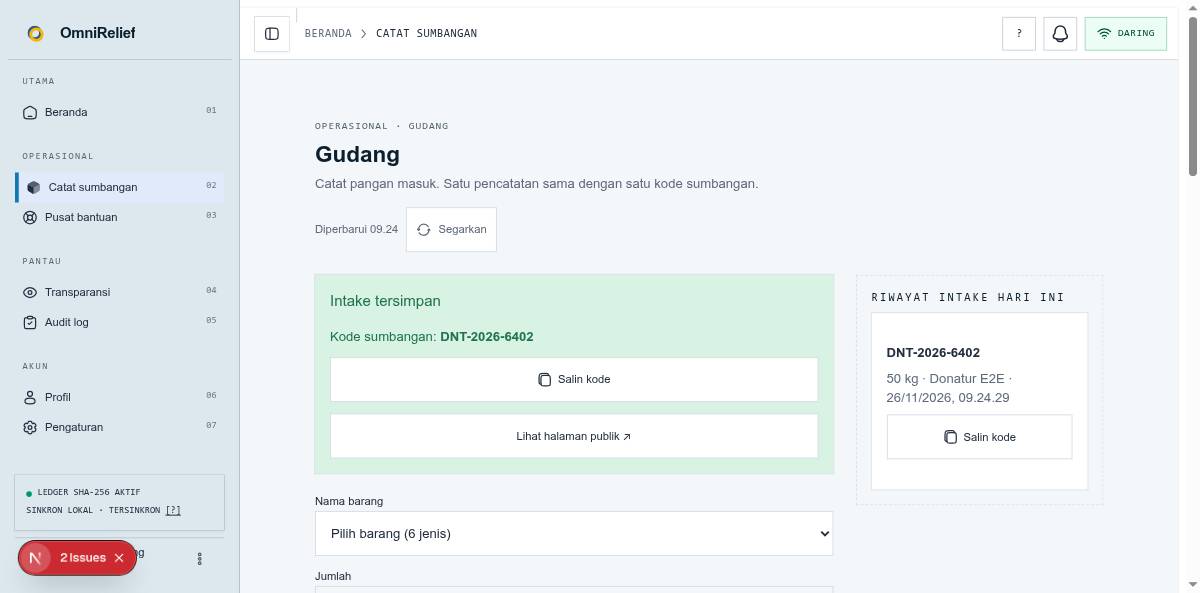 OmniRelief
UTAMA
Beranda 01
OPERASIONAL
Catat sumbangan 02
Pusat bantuan 03
PANTAU
Transparansi 04
Audit log 05
AKUN
Profil 06
Pengaturan 07
LEDGER SHA-256 AKTIF
SINKRON LOKAL · TERSINKRON [?]
N 2 Issues
BERANDA > CATAT SUMBANGAN
? DARING
OPERASIONAL · GUDANG
Gudang
Catat pangan masuk. Satu pencatatan sama dengan satu kode sumbangan.
Diperbarui 09.24 Segarkan
Intake tersimpan
Kode sumbangan: DNT-2026-6402
Salin kode
Lihat halaman publik ↗
Nama barang
Pilih barang (6 jenis)
Jumlah
RIWAYAT INTAKE HARI INI
DNT-2026-6402
50 kg · Donatur E2E ·
26/11/2026, 09.24.29
Salin kode